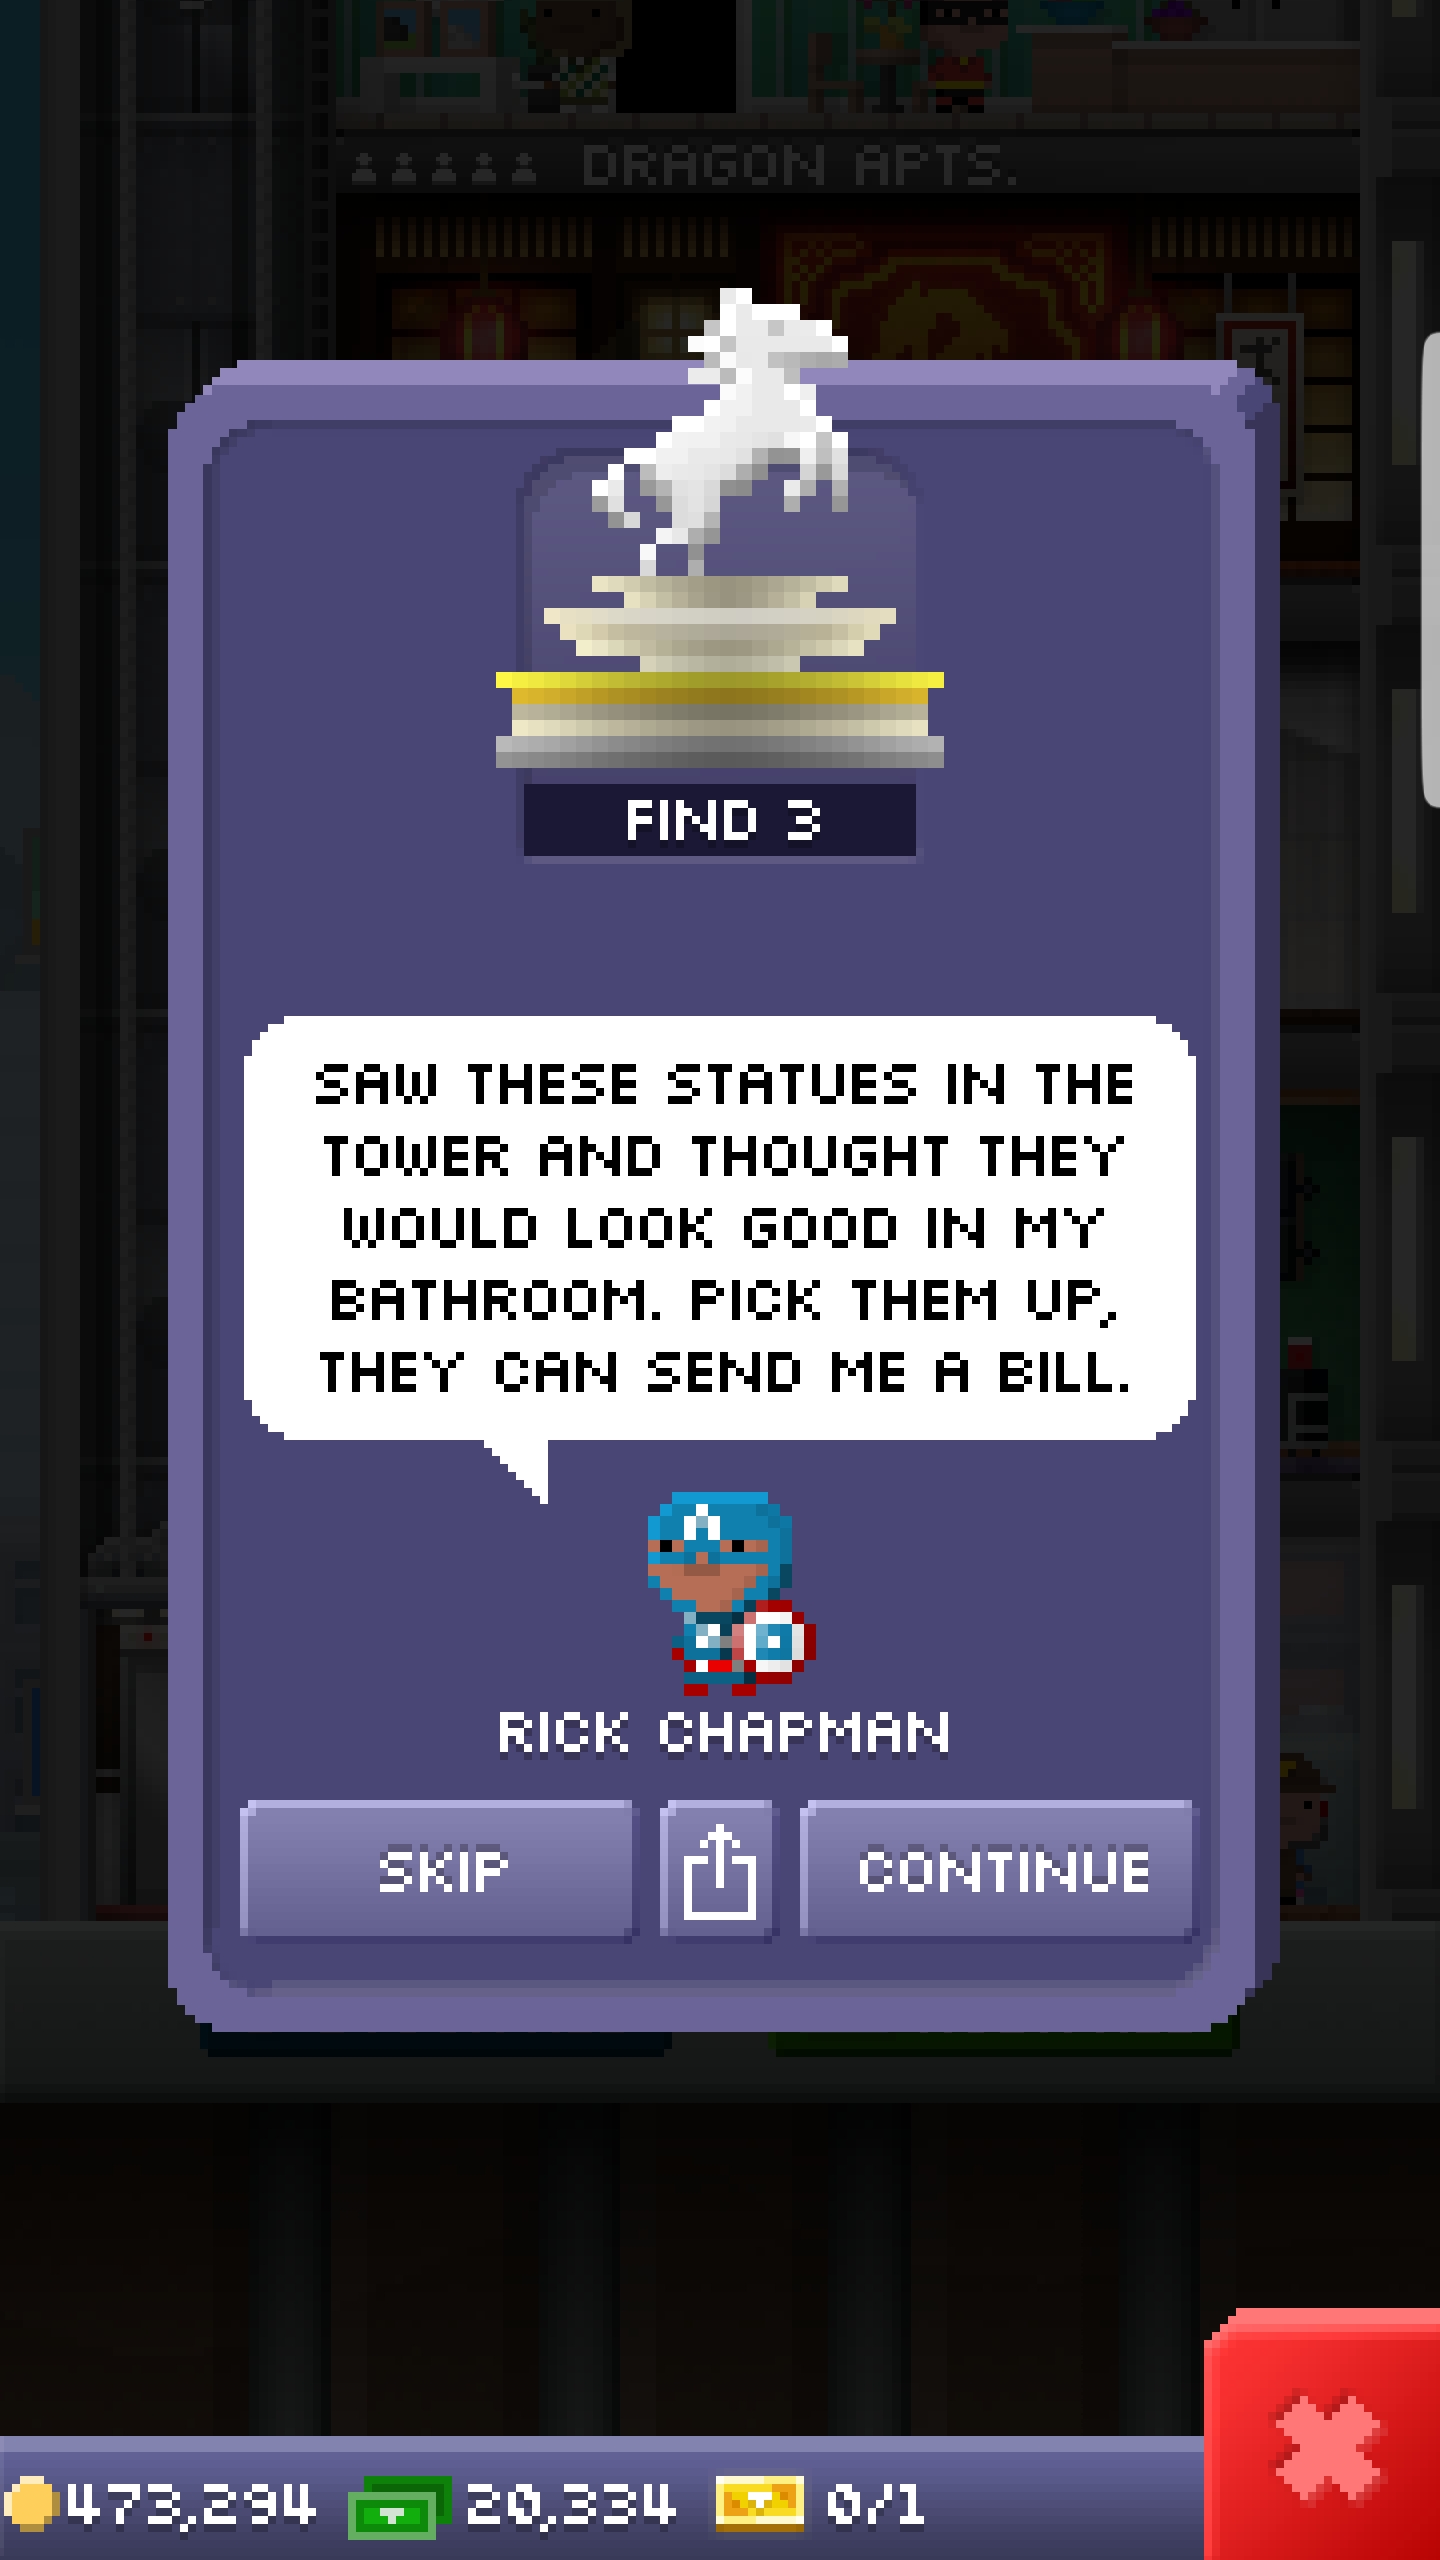 DRAGON APTS.
FIND 3
SAW THESE STATUES IN THE
TOWER AND THOUGHT THEY
WOULD LOOK GOOD IN MY
BATHROOM. PICK THEM UP,
THEY CAN SEND ME A BILL.
RICK CHAPMAN
SKIP
CONTINUE
473,294
20,334
0/1